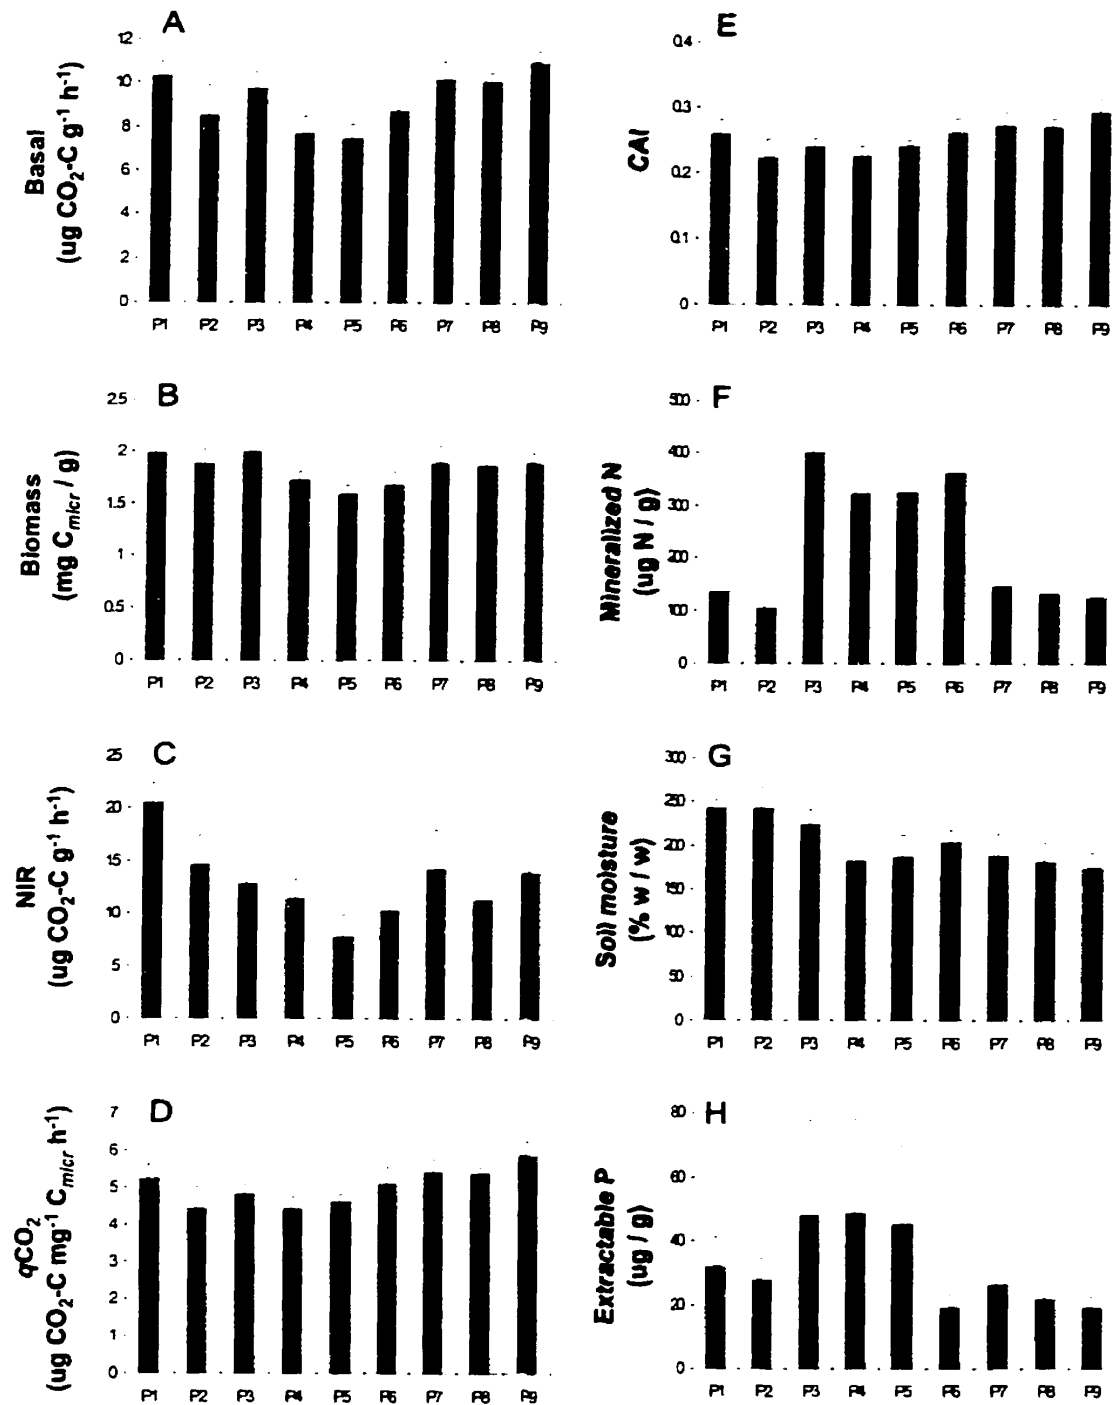 A
12
10
8
6
4
2
0
Basal
(ug CO2-C g-1 h-1)
P1 P2 P3 P4 P5 P6 P7 P8 P9
B
2.5
2
1.5
1
0.5
0
Biomass
(mg Cmicr / g)
P1 P2 P3 P4 P5 P6 P7 P8 P9
C
25
20
15
10
5
0
NIR
(ug CO2-C g-1 h-1)
P1 P2 P3 P4 P5 P6 P7 P8 P9
D
7
6
5
4
3
2
1
0
qCO2
(ug CO2-C mg-1 Cmicr h-1)
P1 P2 P3 P4 P5 P6 P7 P8 P9
E
0.4
0.3
0.2
0.1
0
CAI
P1 P2 P3 P4 P5 P6 P7 P8 P9
F
500
400
300
200
100
0
Mineralized N
(ug N / g)
P1 P2 P3 P4 P5 P6 P7 P8 P9
G
300
250
200
150
100
50
0
Soil moisture
(% w / w)
P1 P2 P3 P4 P5 P6 P7 P8 P9
H
80
60
40
20
0
Extractable P
(ug / g)
P1 P2 P3 P4 P5 P6 P7 P8 P9